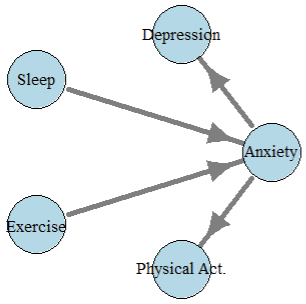 Depression
Sleep
Anxiety
Exercise
Physical Act.